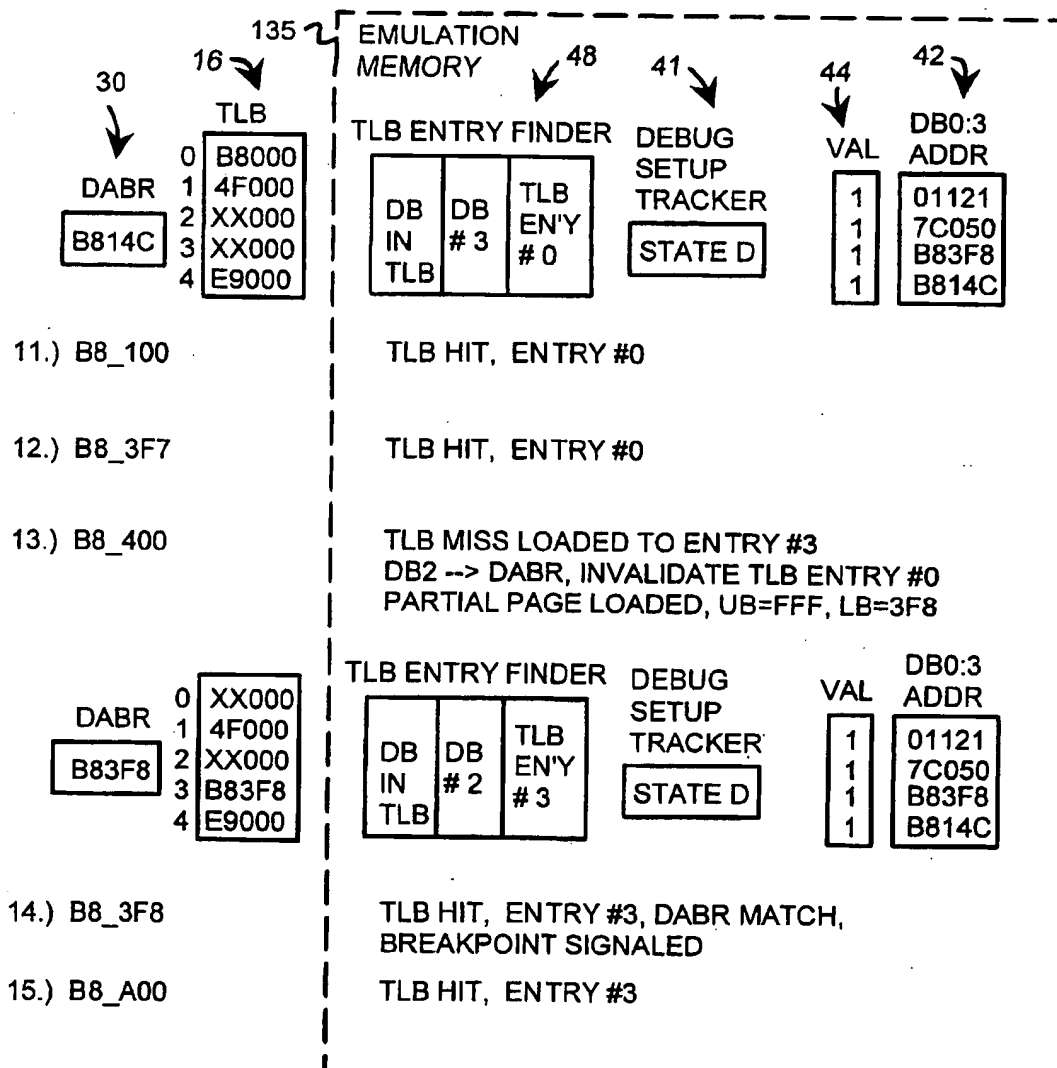 135
EMULATION
MEMORY
30
16
48
41
44
42
TLB
TLB ENTRY FINDER
DEBUG
SETUP
TRACKER
VAL
DB0:3
ADDR
DABR
B814C
0 B8000
1 4F000
2 XX000
3 XX000
4 E9000
DB
IN
TLB
DB
# 3
TLB
EN'Y
# 0
STATE D
1
1
1
1
01121
7C050
B83F8
B814C
11.) B8_100 TLB HIT, ENTRY #0
12.) B8_3F7 TLB HIT, ENTRY #0
13.) B8_400 TLB MISS LOADED TO ENTRY #3
DB2 --> DABR, INVALIDATE TLB ENTRY #0
PARTIAL PAGE LOADED, UB=FFF, LB=3F8
TLB ENTRY FINDER
DEBUG
SETUP
TRACKER
VAL
DB0:3
ADDR
DABR
B83F8
0 XX000
1 4F000
2 XX000
3 B83F8
4 E9000
DB
IN
TLB
DB
# 2
TLB
EN'Y
# 3
STATE D
1
1
1
1
01121
7C050
B83F8
B814C
14.) B8_3F8 TLB HIT, ENTRY #3, DABR MATCH,
BREAKPOINT SIGNALED
15.) B8_A00 TLB HIT, ENTRY #3